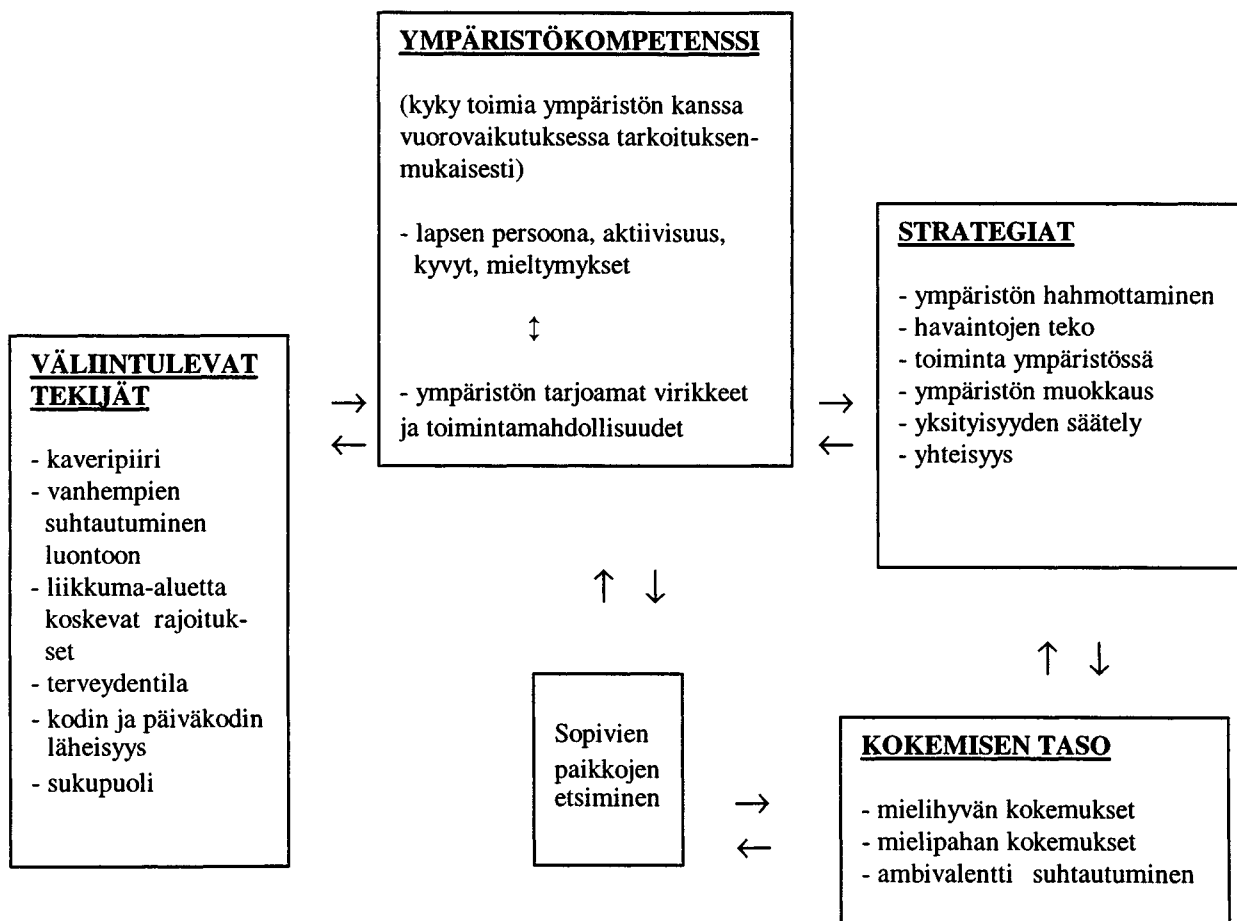 YMPÄRISTÖKOMPETENSSI
(kyky toimia ympäristön kanssa
vuorovaikutuksessa tarkoituksen-
mukaisesti)
- lapsen persoona, aktiivisuus,
kyvyt, mieltymykset
↕
- ympäristön tarjoamat virikkeet
ja toimintamahdollisuudet
→
←
→
←
STRATEGIAT
- ympäristön hahmottaminen
- havaintojen teko
- toiminta ympäristössä
- ympäristön muokkaus
- yksityisyyden säätely
- yhteisyys
VÄLIINTULEVAT
TEKIJÄT
- kaveripiiri
- vanhempien
suhtautuminen
luontoon
- liikkuma-aluetta
koskevat rajoituk-
set
- terveydentila
- kodin ja päiväkodin
läheisyys
- sukupuoli
↑ ↓
↑ ↓
Sopivien
paikkojen
etsiminen
→
←
KOKEMISEN TASO
- mielihyvän kokemukset
- mielipahan kokemukset
- ambivalentti suhtautuminen